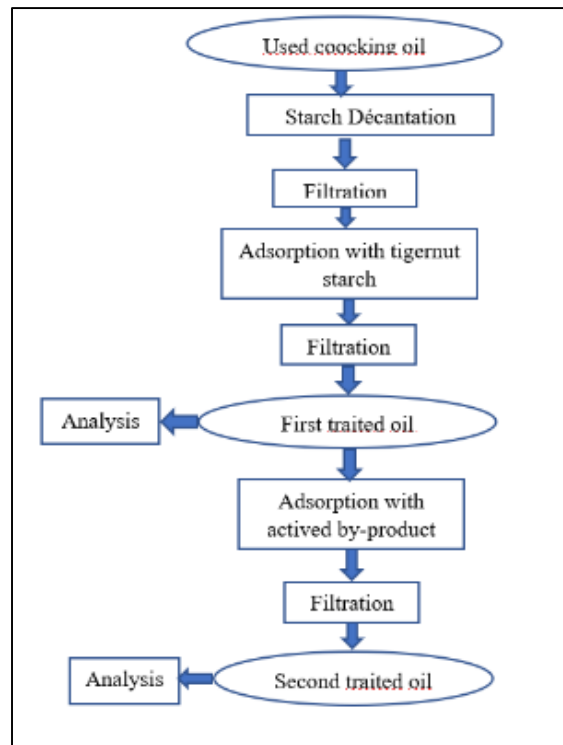 Used coocking oil
Starch Décantation
Filtration
Adsorption with tigernut
starch
Filtration
Analysis
First traited oil
Adsorption with
actived by-product
Filtration
Analysis
Second traited oil